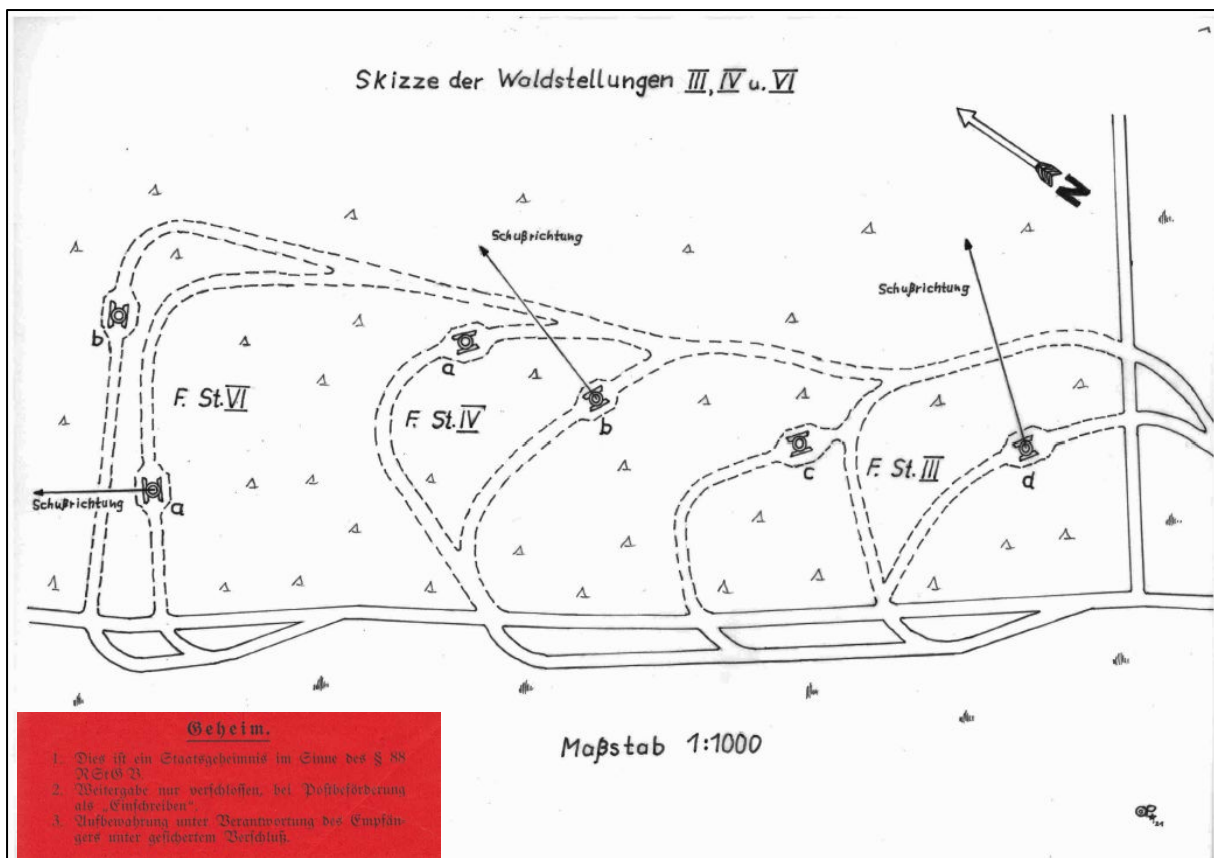 Skizze der Waldstellungen III, IV u. VI
N
Schußrichtung
Schußrichtung
b
a
F. St. VI
F. St. IV
b
c
F. St. III
d
Schußrichtung
a
Maßstab 1:1000
Geheim.
1. Dies ist ein Staatsgeheimnis im Sinne des § 88
RStGB.
2. Weitergabe nur verschlossen, bei Postbeförderung
als „Einschreiben“.
3. Aufbewahrung unter Verantwortung des Empfän-
gers unter gesichertem Verschluß.